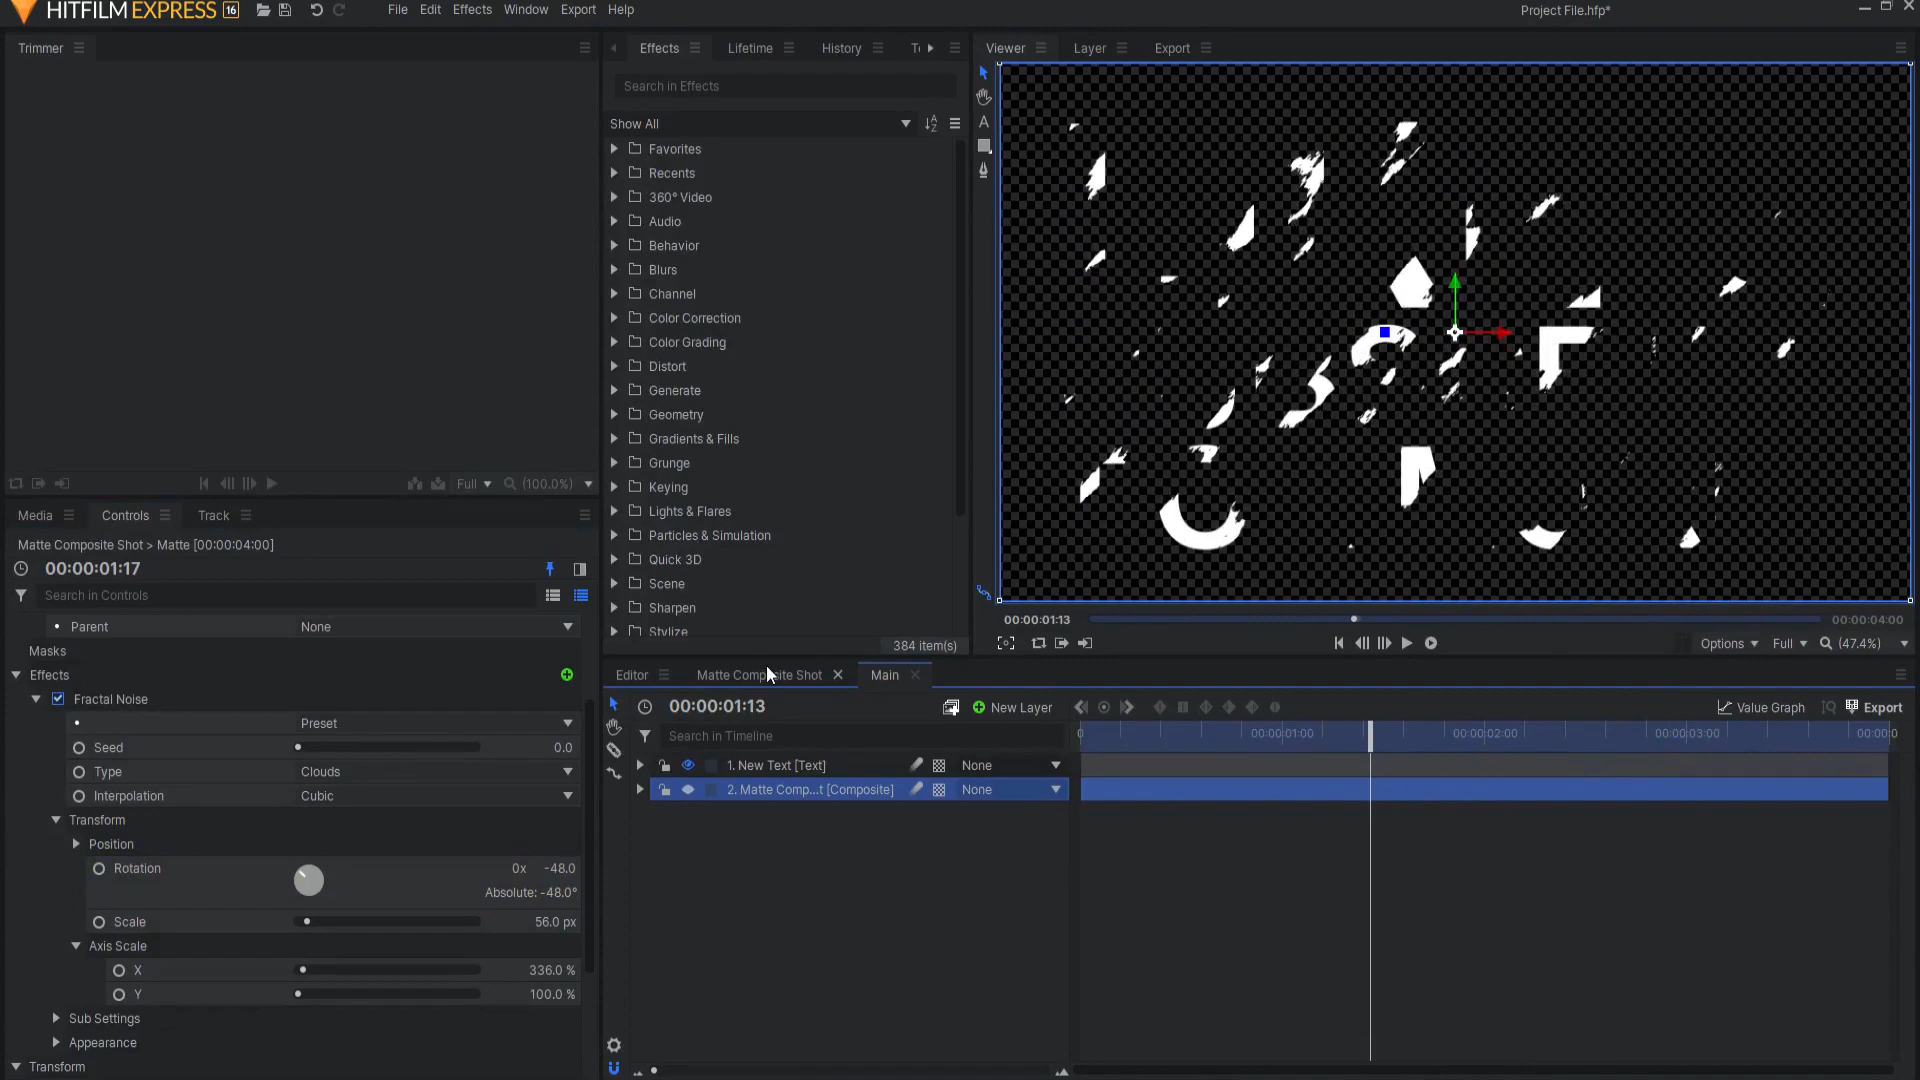 HITFILM EXPRESS 16
File Edit Effects Window Export Help
Project File.hfp*
Trimmer
Effects Lifetime History
Viewer Layer Export
Search in Effects
Show All
Favorites
Recents
360° Video
Audio
Behavior
Blurs
Channel
Color Correction
Color Grading
Distort
Generate
Geometry
Gradients & Fills
Grunge
Keying
Lights & Flares
Particles & Simulation
Quick 3D
Scene
Sharpen
Stylize
384 item(s)
Full (100.0%)
Media Controls Track
Matte Composite Shot > Matte [00:00:04:00]
00:00:01:17
Search in Controls
Parent None
Masks
Effects
Fractal Noise
Preset
Seed 0.0
Type Clouds
Interpolation Cubic
Transform
Position
Rotation 0x -48.0
Absolute: -48.0°
Scale 56.0 px
Axis Scale
X 336.0 %
Y 100.0 %
Sub Settings
Appearance
Transform
00:00:01:13 00:00:04:00
Options Full (47.4%)
Editor Matte Composite Shot Main
00:00:01:13 New Layer Value Graph Export
Search in Timeline
0 00:00:01:00 00:00:02:00 00:00:03:00 00:00:0
1. New Text [Text] None
2. Matte Comp...t [Composite] None